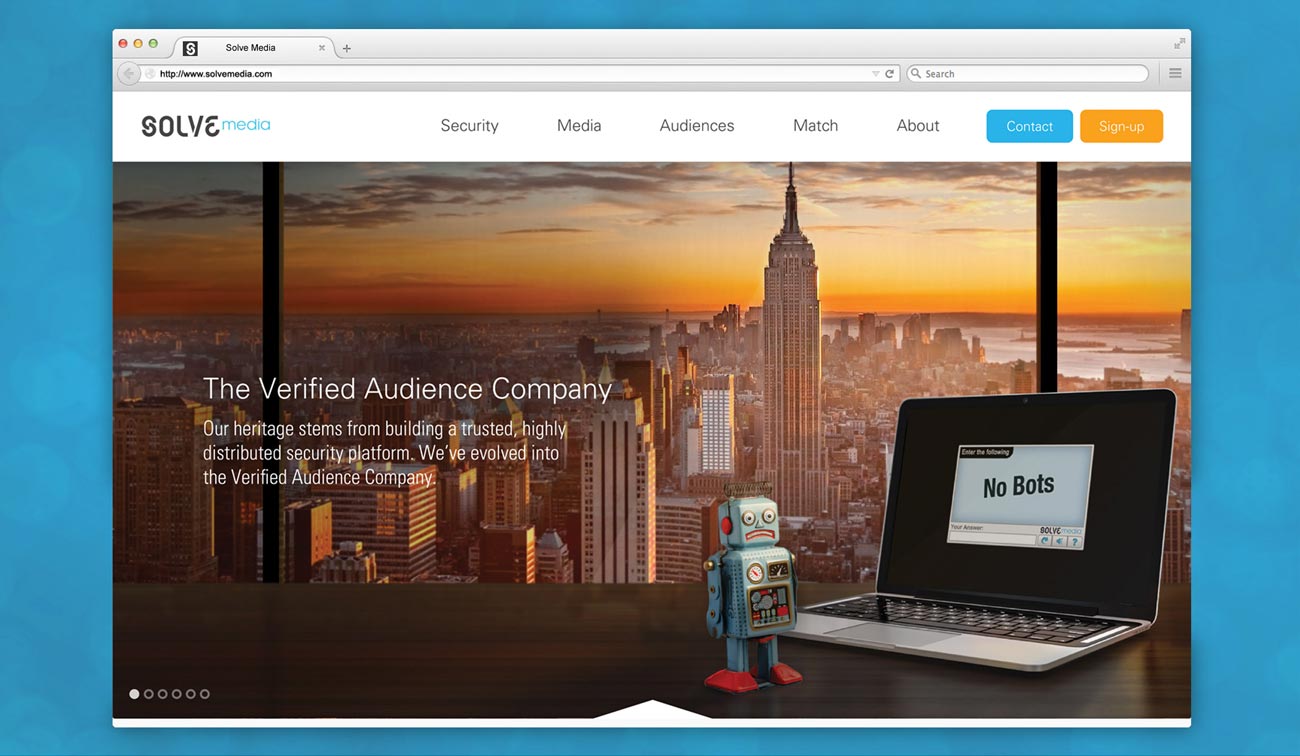 Solve Media
http://www.solvemedia.com
Search
SOLVE media
Security
Media
Audiences
Match
About
Contact
Sign-up
The Verified Audience Company
Our heritage stems from building a trusted, highly
distributed security platform. We've evolved into
the Verified Audience Company.
Enter the following
No Bots
Your Answer:
SOLVE media